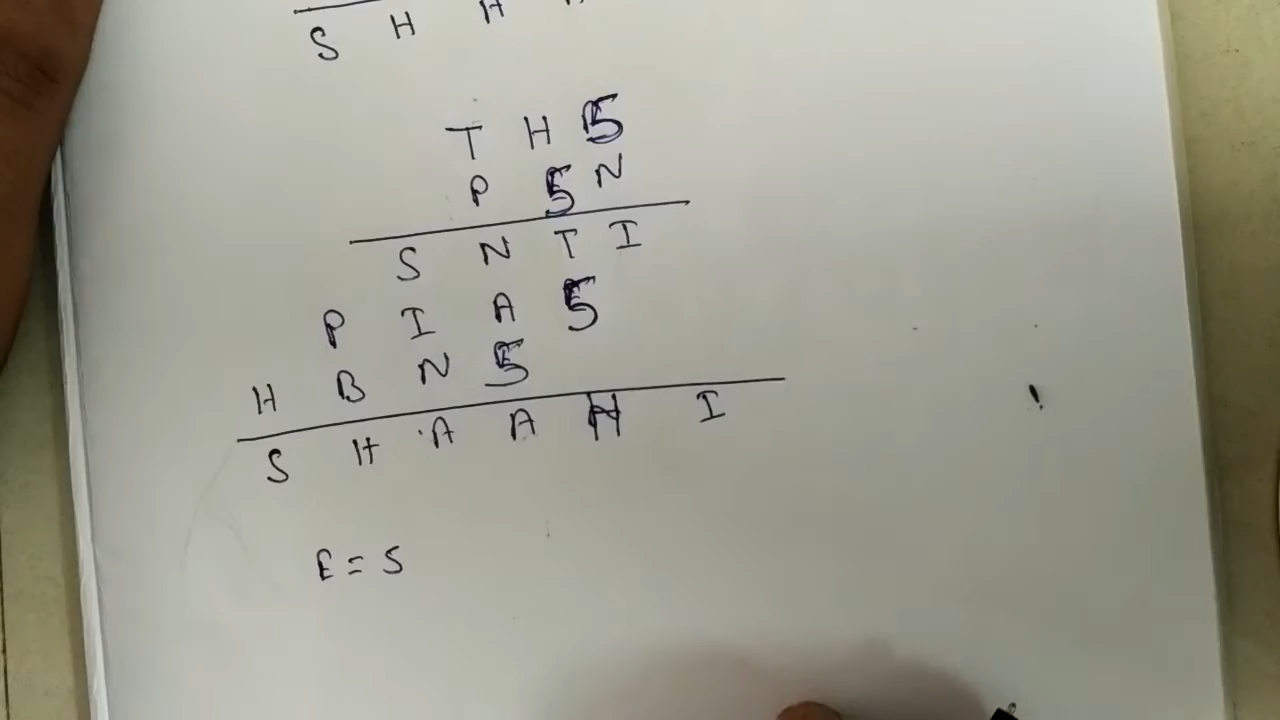 S H H
T H 5
P 5 N
S N T I
P I A 5
H B N 5
S H A A N I
E = 5